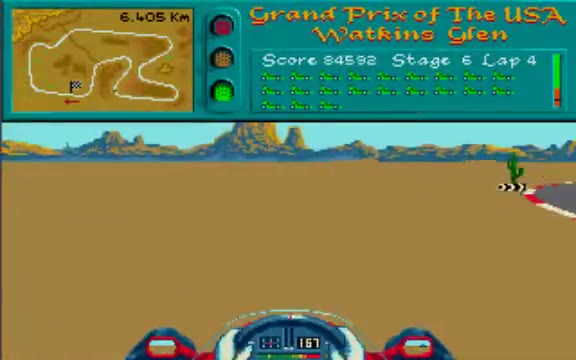 6.405 Km
Grand Prix of The USA
Watkins Glen
Score 84592 Stage 6 Lap 4
167